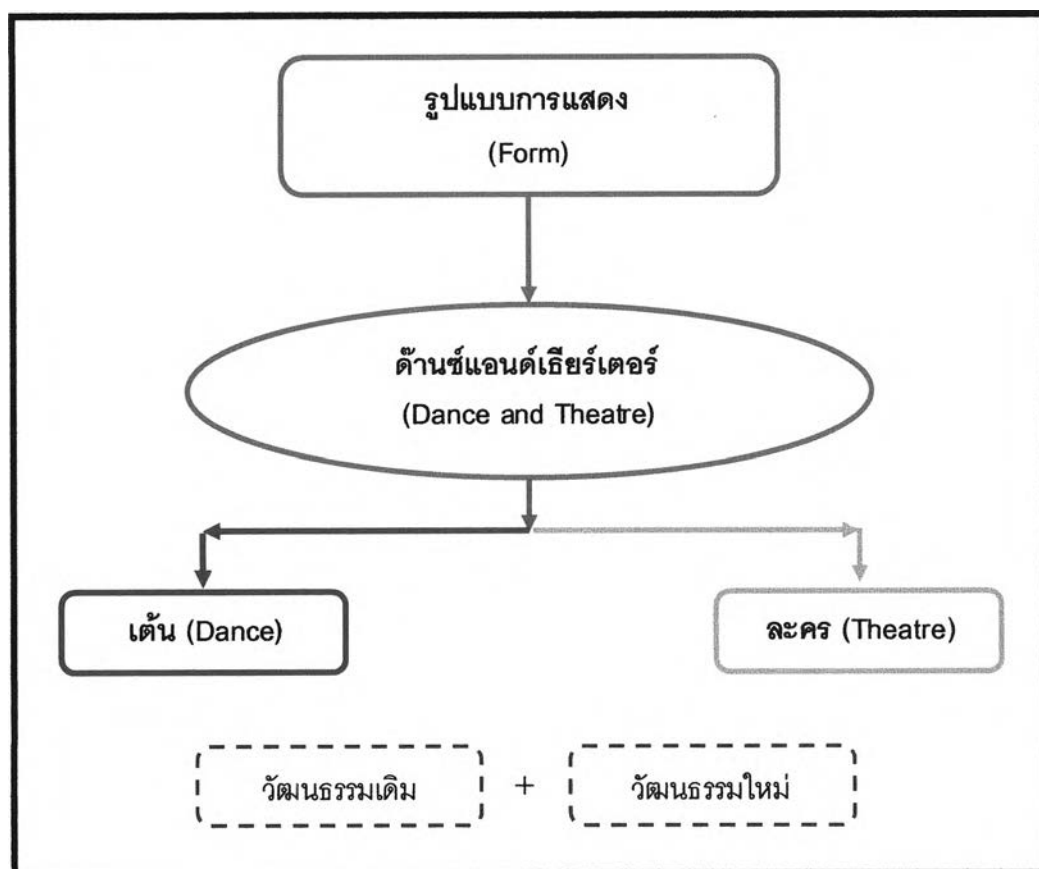 รูปแบบการแสดง
(Form)
ด๊านซ์แอนด์เธียร์เตอร์
(Dance and Theatre)
เต้น (Dance)
ละคร (Theatre)
วัฒนธรรมเดิม + วัฒนธรรมใหม่